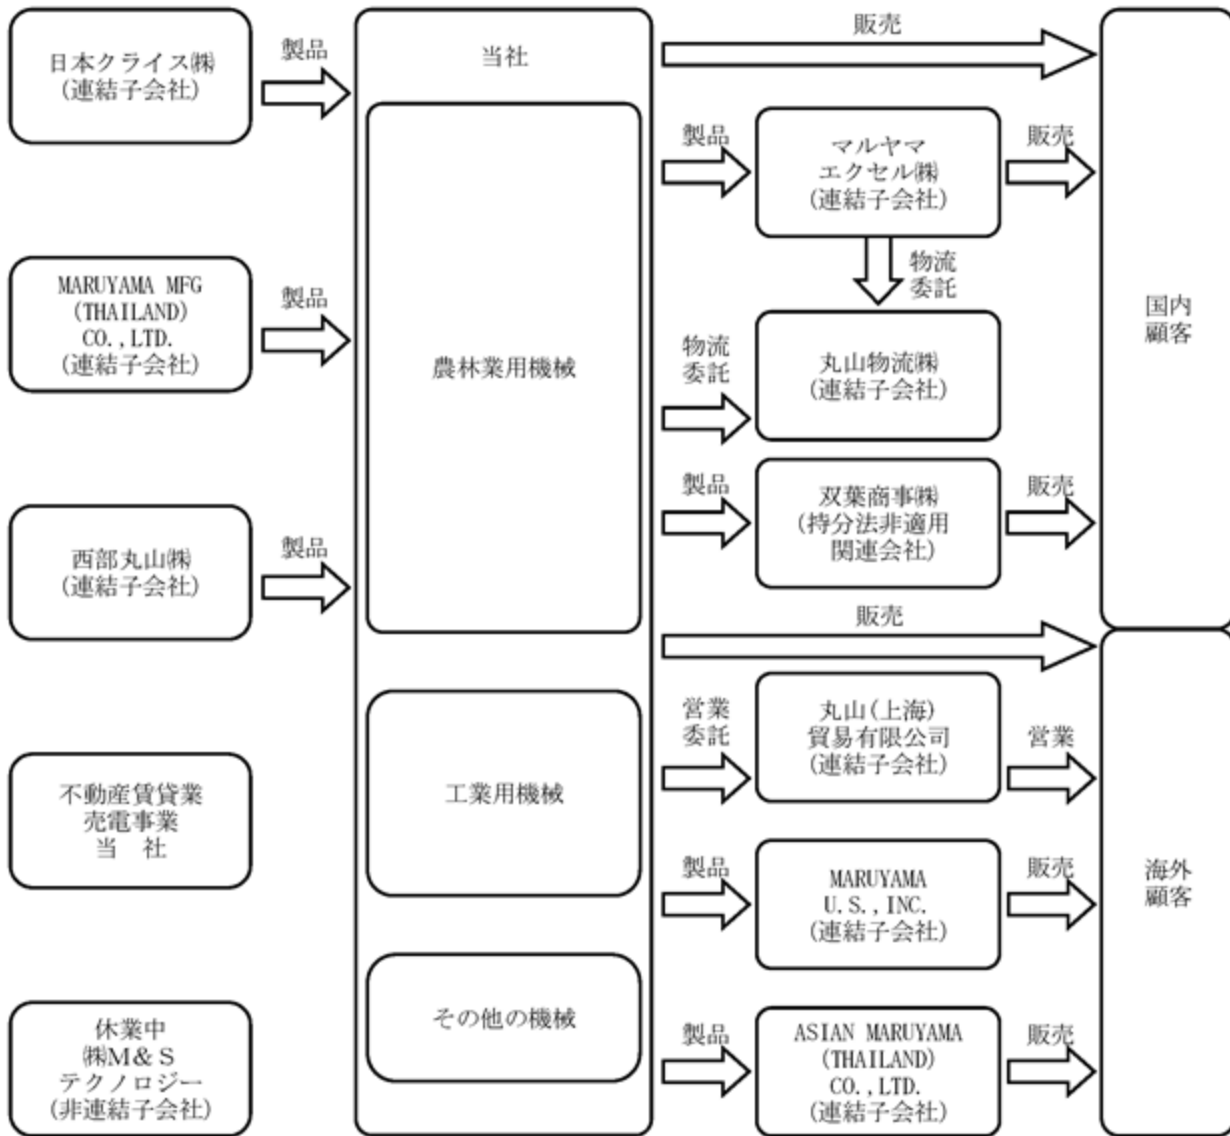 日本クライス㈱
(連結子会社)
製品
MARUYAMA MFG
(THAILAND)
CO.,LTD.
(連結子会社)
製品
西部丸山㈱
(連結子会社)
製品
不動産賃貸業
売電事業
当　社
休業中
㈱M&S
テクノロジー
(非連結子会社)
当社
農林業用機械
工業用機械
その他の機械
販売
製品
マルヤマ
エクセル㈱
(連結子会社)
販売
物流
委託
物流
委託
丸山物流㈱
(連結子会社)
製品
双葉商事㈱
(持分法非適用
関連会社)
販売
販売
営業
委託
丸山(上海)
貿易有限公司
(連結子会社)
営業
製品
MARUYAMA
U.S.,INC.
(連結子会社)
販売
製品
ASIAN MARUYAMA
(THAILAND)
CO.,LTD.
(連結子会社)
販売
国内
顧客
海外
顧客